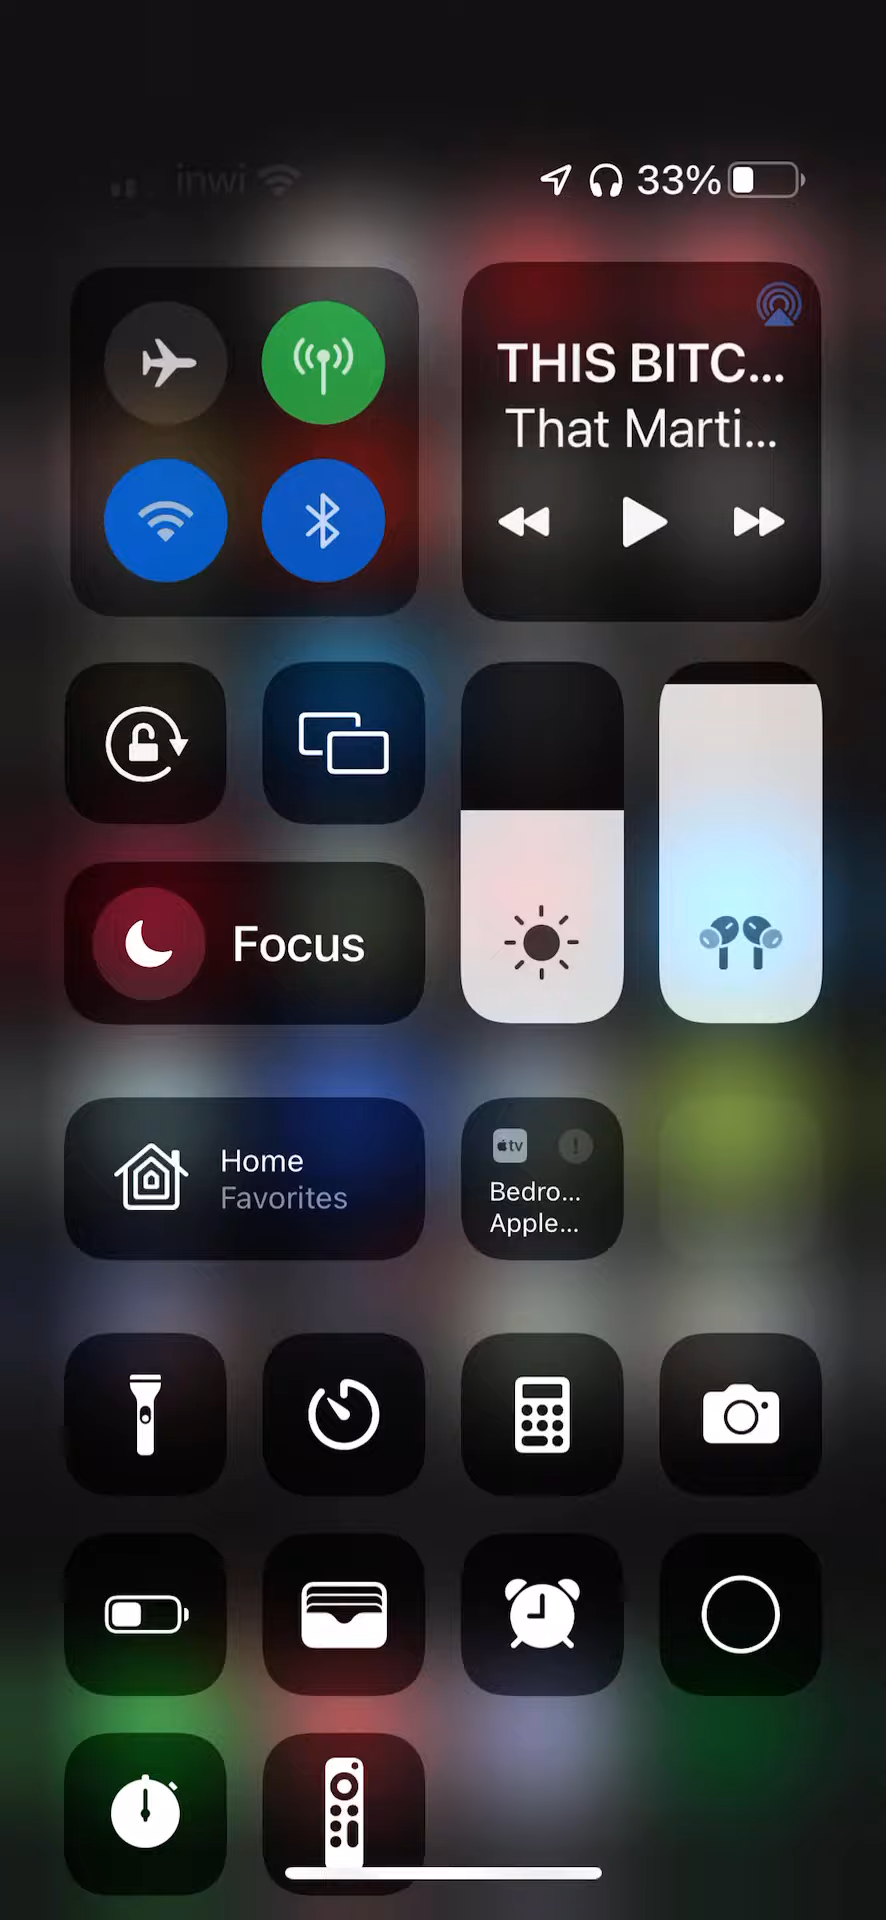 inwi
33%
THIS BITC...
That Marti...
Focus
Home
Favorites
tv
Bedro...
Apple...